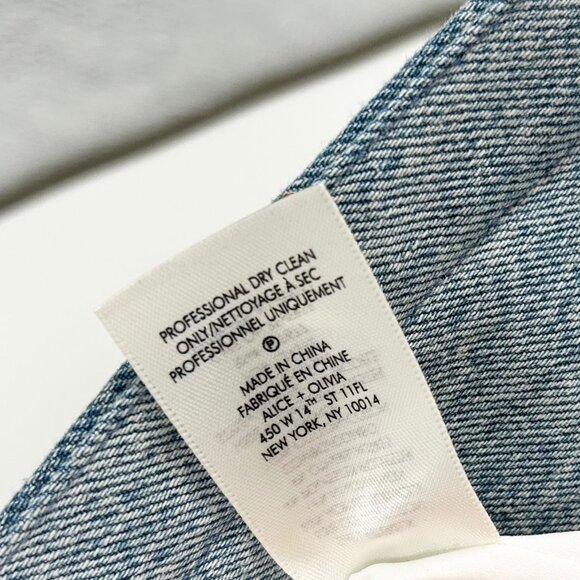 PROFESSIONAL DRY CLEAN
ONLY/NETTOYAGE À SEC
PROFESSIONNEL UNIQUEMENT
Ⓟ
MADE IN CHINA
FABRIQUÉ EN CHINE
ALICE + OLIVIA
450 W 14TH ST 11FL
NEW YORK, NY 10014